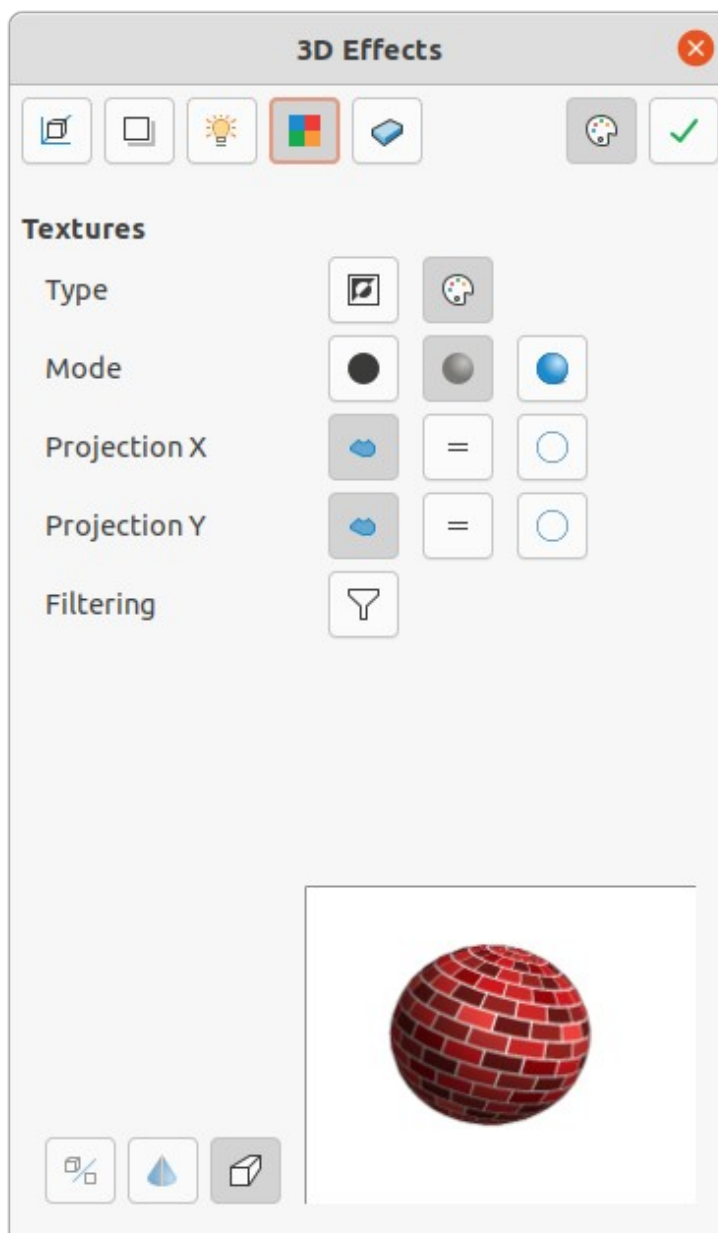 3D Effects
Textures
Type
Mode
Projection X
Projection Y
Filtering